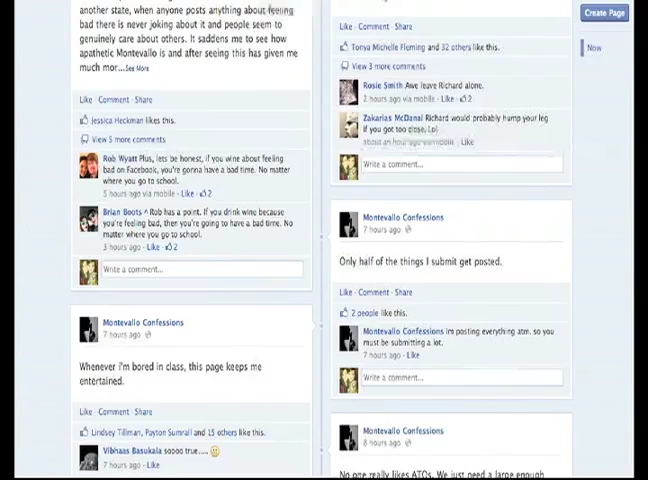 another state, when anyone posts anything about feeling
bad there is never joking about it and people seem to
genuinely care about others. It saddens me to see how
apathetic Montevallo is and after seeing this has given me
much mor...See More
Like · Comment · Share
Jessica Heckman likes this.
View 5 more comments
Rob Wyatt Plus, lets be honest, if you wine about feeling
bad on Facebook, you're gonna have a bad time. No matter
where you go to school.
5 hours ago via mobile · Like · 2
Brian Boots ^ Rob has a point. If you drink wine because
you're feeling bad, then you're going to have a bad time. No
matter where you go to school.
3 hours ago · Like · 2
Write a comment...
Montevallo Confessions
7 hours ago
Whenever i'm bored in class, this page keeps me
entertained.
Like · Comment · Share
Lindsey Tillman, Payton Sumrall and 15 others like this.
Vibhaas Basukala soooo true.....
7 hours ago · Like
Like · Comment · Share
Tonya Michelle Fleming and 32 others like this.
View 3 more comments
Rosie Smith Awe leave Richard alone.
2 hours ago via mobile · Like · 2
Zakarias McDanal Richard would probably hump your leg
if you got too close. Lol
about an hour ago via mobile · Like
Write a comment...
Montevallo Confessions
7 hours ago
Only half of the things I submit get posted.
Like · Comment · Share
2 people like this.
Montevallo Confessions im posting everything atm. so you
must be submitting a lot.
7 hours ago · Like
Write a comment...
Montevallo Confessions
8 hours ago
No one really likes ATOs. We just need a large enough
Create Page
Now